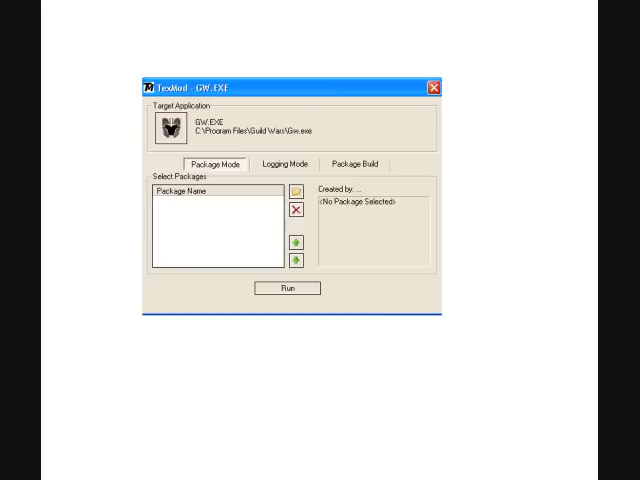 TM TexMod - GW.EXE
Target Application
GW.EXE
C:\Program Files\Guild Wars\Gw.exe
Package Mode Logging Mode Package Build
Select Packages
Package Name
Created by: ...
<No Package Selected>
Run